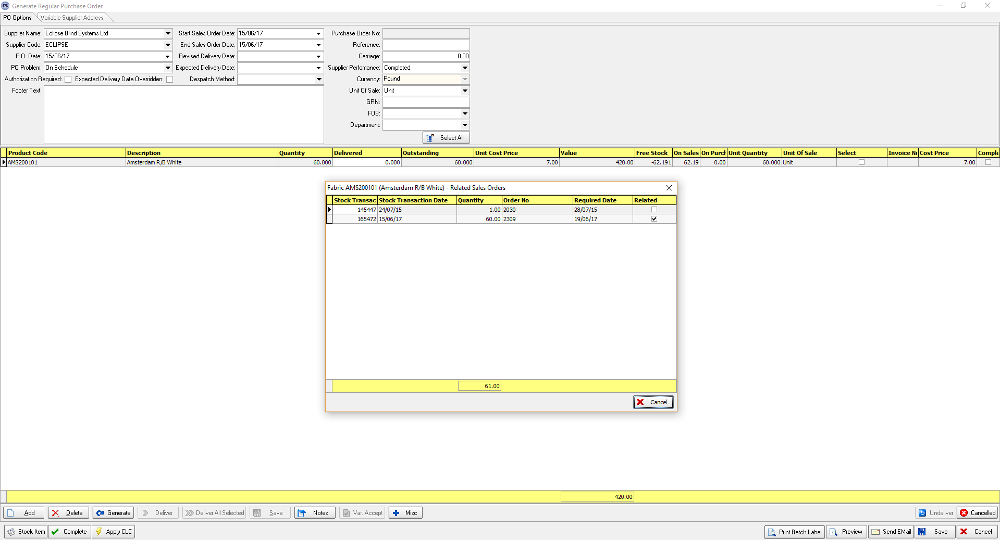 Generate Regular Purchase Order
PO Options Variable Supplier Address
Supplier Name: Eclipse Blind Systems Ltd Start Sales Order Date: 15/06/17 Purchase Order No:
Supplier Code: ECLIPSE End Sales Order Date: 15/06/17 Reference:
P.O. Date: 15/06/17 Revised Delivery Date: Carriage: 0.00
PO Problem: On Schedule Expected Delivery Date: Supplier Perfomance: Completed
Authorisation Required: Expected Delivery Date Overridden: Despatch Method: Currency: Pound
Footer Text: Unit Of Sale: Unit
GRN:
FOB:
Department:
Select All
Product Code Description Quantity Delivered Outstanding Unit Cost Price Value Free Stock On Sales On Purch Unit Quantity Unit Of Sale Select Invoice Nu Cost Price Comple
AMS200101 Amsterdam R/B White 60.000 0.000 60.000 7.00 420.00 -62.191 62.19 0.00 60.000 Unit 7.00
Fabric AMS200101 (Amsterdam R/B White) - Related Sales Orders
Stock Transac Stock Transaction Date Quantity Order No Required Date Related
145447 24/07/15 1.00 2030 28/07/15
165472 15/06/17 60.00 2309 19/06/17
61.00
Cancel
420.00
Add Delete Generate Deliver Deliver All Selected Save Notes Var. Accept Misc Undeliver Cancelled
Stock Item Complete Apply CLC Print Batch Label Preview Send EMail Save Cancel